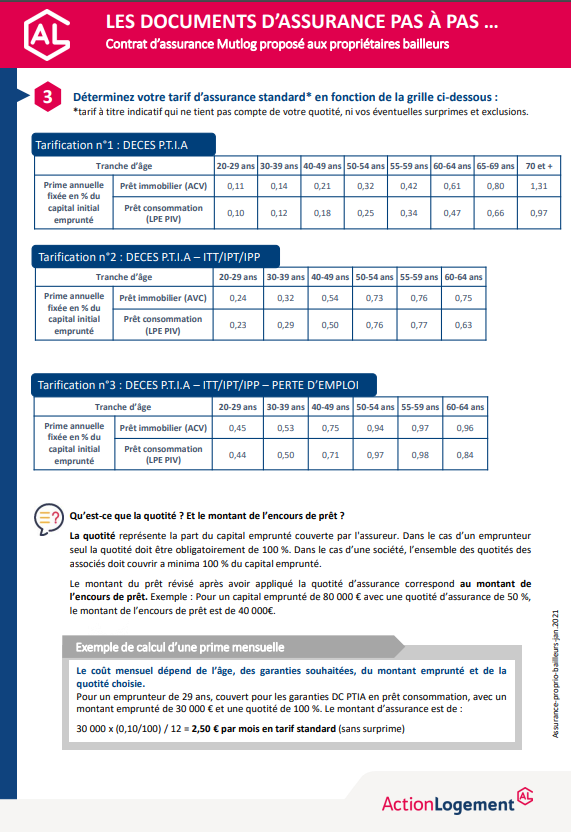 AL
LES DOCUMENTS D'ASSURANCE PAS À PAS ...
Contrat d'assurance Mutlog proposé aux propriétaires bailleurs
3
Déterminez votre tarif d'assurance standard* en fonction de la grille ci-dessous :
*tarif à titre indicatif qui ne tient pas compte de votre quotité, ni vos éventuelles surprimes et exclusions.
Tarification n°1 : DECES P.T.I.A
Tranche d'âge 20-29 ans 30-39 ans 40-49 ans 50-54 ans 55-59 ans 60-64 ans 65-69 ans 70 et +
Prime annuelle fixée en % du capital initial emprunté
Prêt immobilier (ACV) 0,11 0,14 0,21 0,32 0,42 0,61 0,80 1,31
Prêt consommation (LPE PIV) 0,10 0,12 0,18 0,25 0,34 0,47 0,66 0,97
Tarification n°2 : DECES P.T.I.A – ITT/IPT/IPP
Tranche d'âge 20-29 ans 30-39 ans 40-49 ans 50-54 ans 55-59 ans 60-64 ans
Prime annuelle fixée en % du capital initial emprunté
Prêt immobilier (AVC) 0,24 0,32 0,54 0,73 0,76 0,75
Prêt consommation (LPE PIV) 0,23 0,29 0,50 0,76 0,77 0,63
Tarification n°3 : DECES P.T.I.A – ITT/IPT/IPP – PERTE D'EMPLOI
Tranche d'âge 20-29 ans 30-39 ans 40-49 ans 50-54 ans 55-59 ans 60-64 ans
Prime annuelle fixée en % du capital initial emprunté
Prêt immobilier (ACV) 0,45 0,53 0,75 0,94 0,97 0,96
Prêt consommation (LPE PIV) 0,44 0,50 0,71 0,97 0,98 0,84
Qu'est-ce que la quotité ? Et le montant de l'encours de prêt ?
La quotité représente la part du capital emprunté couverte par l'assureur. Dans le cas d'un emprunteur
seul la quotité doit être obligatoirement de 100 %. Dans le cas d'une société, l'ensemble des quotités des
associés doit couvrir a minima 100 % du capital emprunté.
Le montant du prêt révisé après avoir appliqué la quotité d'assurance correspond au montant de
l'encours de prêt. Exemple : Pour un capital emprunté de 80 000 € avec une quotité d'assurance de 50 %,
le montant de l'encours de prêt est de 40 000€.
Exemple de calcul d'une prime mensuelle
Le coût mensuel dépend de l'âge, des garanties souhaitées, du montant emprunté et de la
quotité choisie.
Pour un emprunteur de 29 ans, couvert pour les garanties DC PTIA en prêt consommation, avec un
montant emprunté de 30 000 € et une quotité de 100 %. Le montant d'assurance est de :
30 000 x (0,10/100) / 12 = 2,50 € par mois en tarif standard (sans surprime)
Assurance-proprio-bailleurs-jan.2021
ActionLogement AL